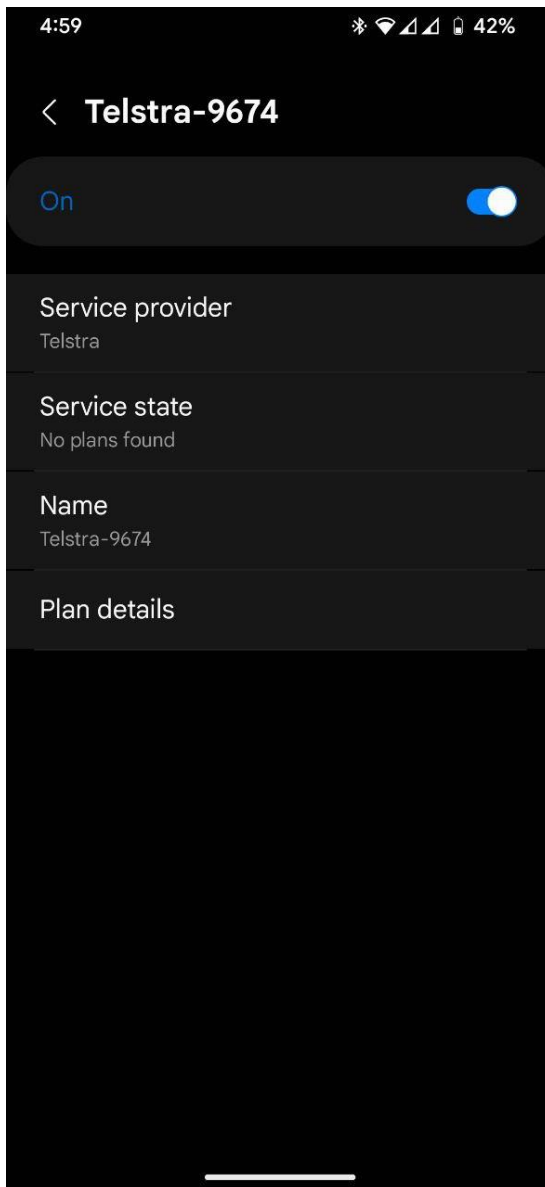 4:59 42%
Telstra-9674
On
Service provider
Telstra
Service state
No plans found
Name
Telstra-9674
Plan details